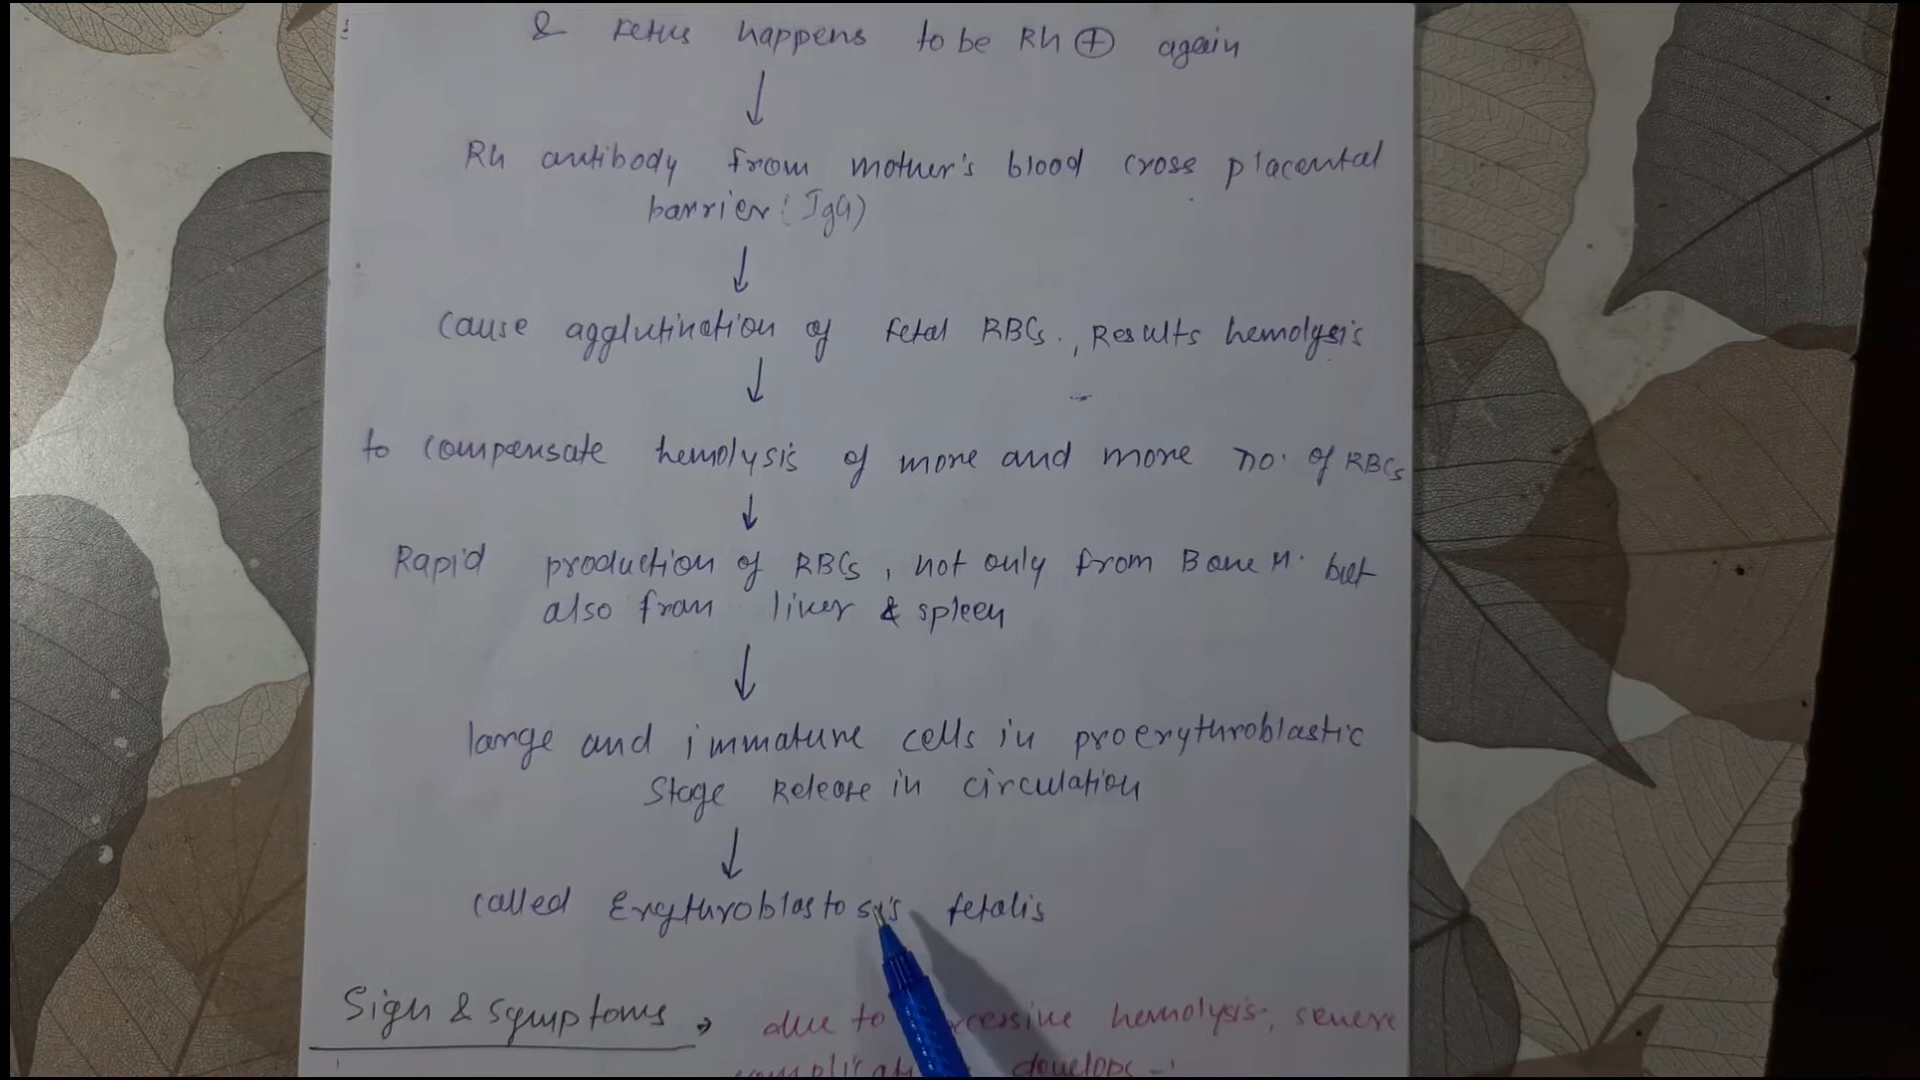 & Fetus happens to be Rh ⊕ again
↓
Rh antibody from mother's blood cross placental
barrier (IgG)
↓
cause agglutination of fetal RBCs., Results hemolysis
↓
to compensate hemolysis of more and more no. of RBCs
↓
Rapid production of RBCs, not only from Bone M. but
also from liver & spleen
↓
large and immature cells in proerythroblastic
Stage Release in circulation
↓
called Erythroblastosis fetalis
Sign & symptoms → due to hemolysis, severe
develops -